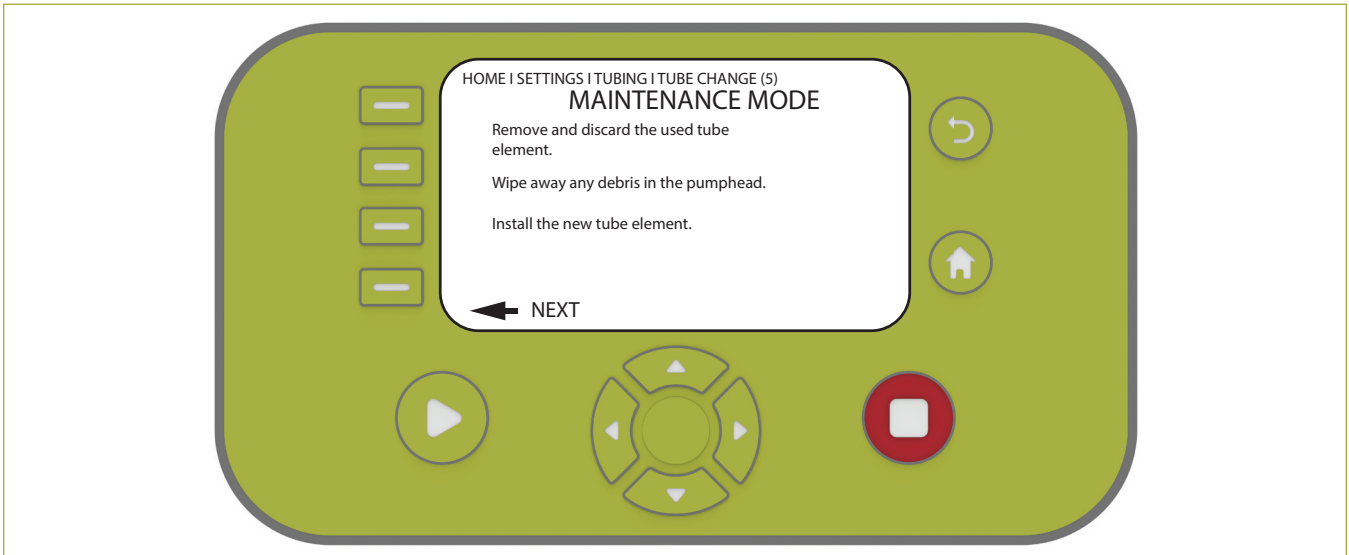 HOME I SETTINGS I TUBING I TUBE CHANGE (5)
MAINTENANCE MODE
Remove and discard the used tube
element.
Wipe away any debris in the pumphead.
Install the new tube element.
NEXT